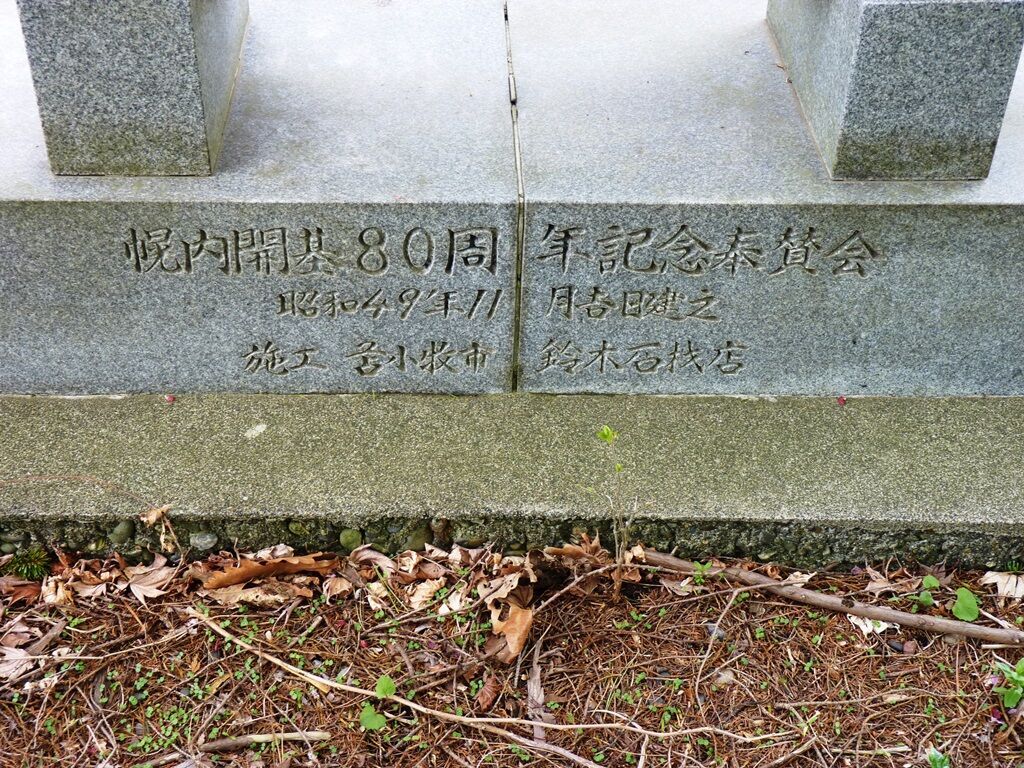 幌内開基80周年記念奉賛会
昭和49年11月吉日建之
施工 苫小牧市 鈴木石材店